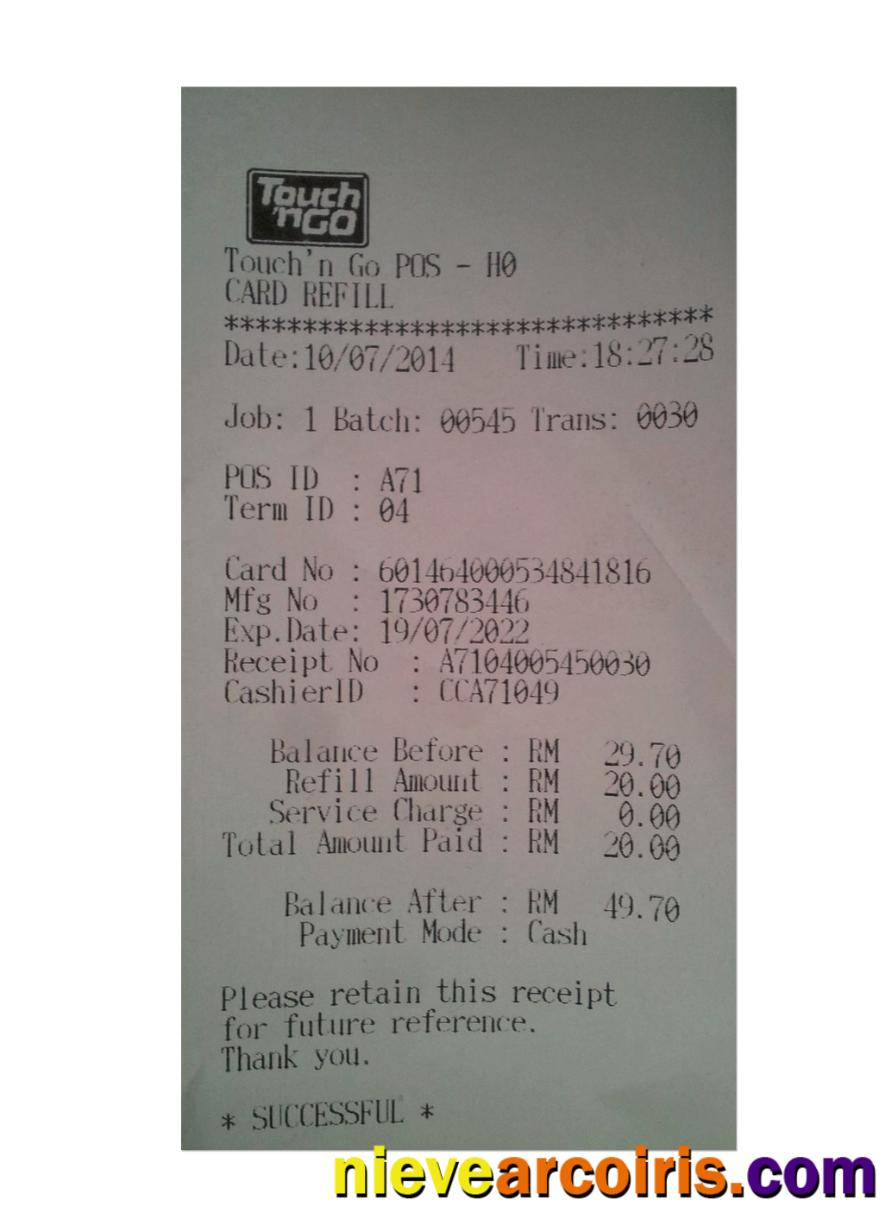 Touch
'nGO
Touch'n Go POS - H0
CARD REFILL
********************************
Date:10/07/2014 Time:18:27:28
Job: 1 Batch: 00545 Trans: 0030
POS ID : A71
Term ID : 04
Card No : 601464000534841816
Mfg No : 1730783446
Exp.Date: 19/07/2022
Receipt No : A7104005450030
CashierID : CCA71049
Balance Before : RM 29.70
Refill Amount : RM 20.00
Service Charge : RM 0.00
Total Amount Paid : RM 20.00
Balance After : RM 49.70
Payment Mode : Cash
Please retain this receipt
for future reference.
Thank you.
* SUCCESSFUL *
nievearcoiris.com